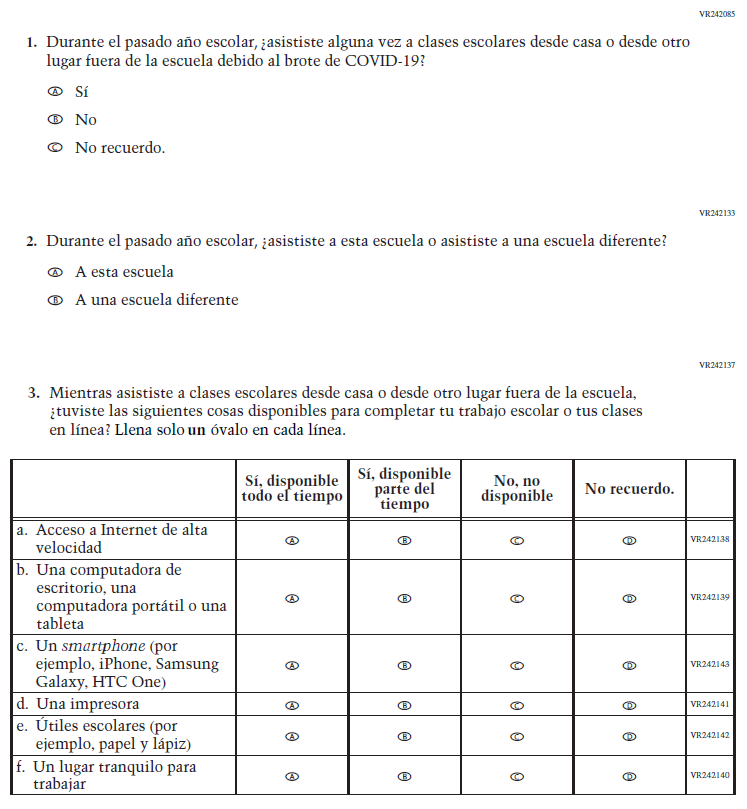 VR242085
1. Durante el pasado año escolar, ¿asististe alguna vez a clases escolares desde casa o desde otro
lugar fuera de la escuela debido al brote de COVID-19?
A Sí
B No
C No recuerdo.
VR242133
2. Durante el pasado año escolar, ¿asististe a esta escuela o asististe a una escuela diferente?
A A esta escuela
B A una escuela diferente
VR242137
3. Mientras asististe a clases escolares desde casa o desde otro lugar fuera de la escuela,
¿tuviste las siguientes cosas disponibles para completar tu trabajo escolar o tus clases
en línea? Llena solo un óvalo en cada línea.
Sí, disponible
todo el tiempo
Sí, disponible
parte del
tiempo
No, no
disponible
No recuerdo.
a. Acceso a Internet de alta
velocidad
A B C D VR242138
b. Una computadora de
escritorio, una
computadora portátil o una
tableta
A B C D VR242139
c. Un smartphone (por
ejemplo, iPhone, Samsung
Galaxy, HTC One)
A B C D VR242143
d. Una impresora
A B C D VR242141
e. Útiles escolares (por
ejemplo, papel y lápiz)
A B C D VR242142
f. Un lugar tranquilo para
trabajar
A B C D VR242140